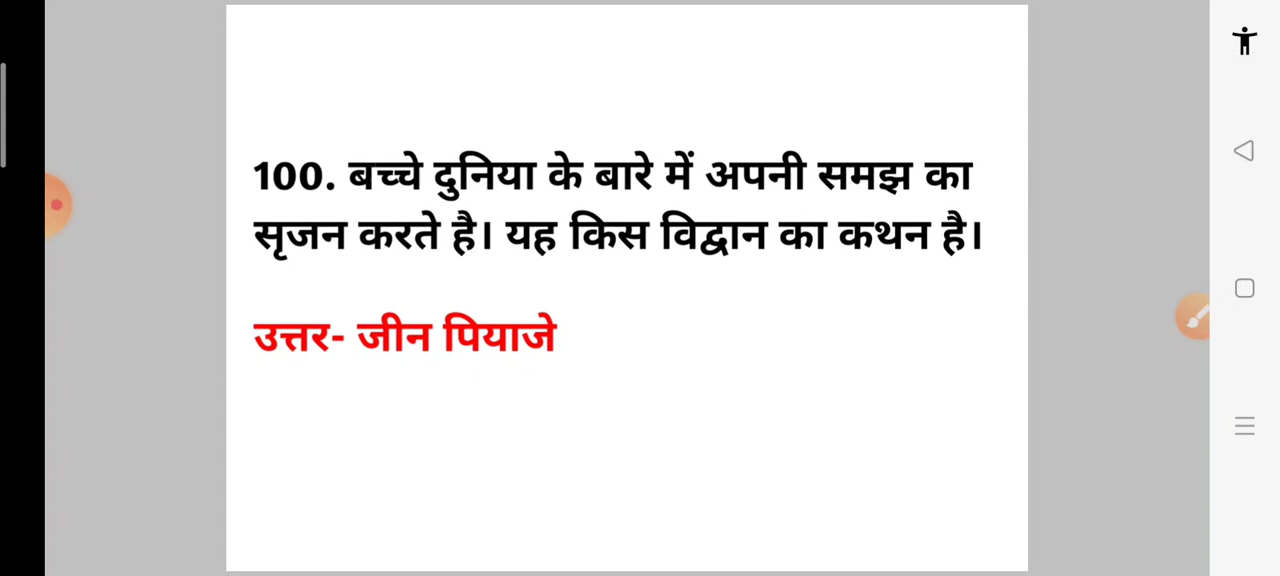 100. बच्चे दुनिया के बारे में अपनी समझ का
सृजन करते है। यह किस विद्वान का कथन है।
उत्तर- जीन पियाजे